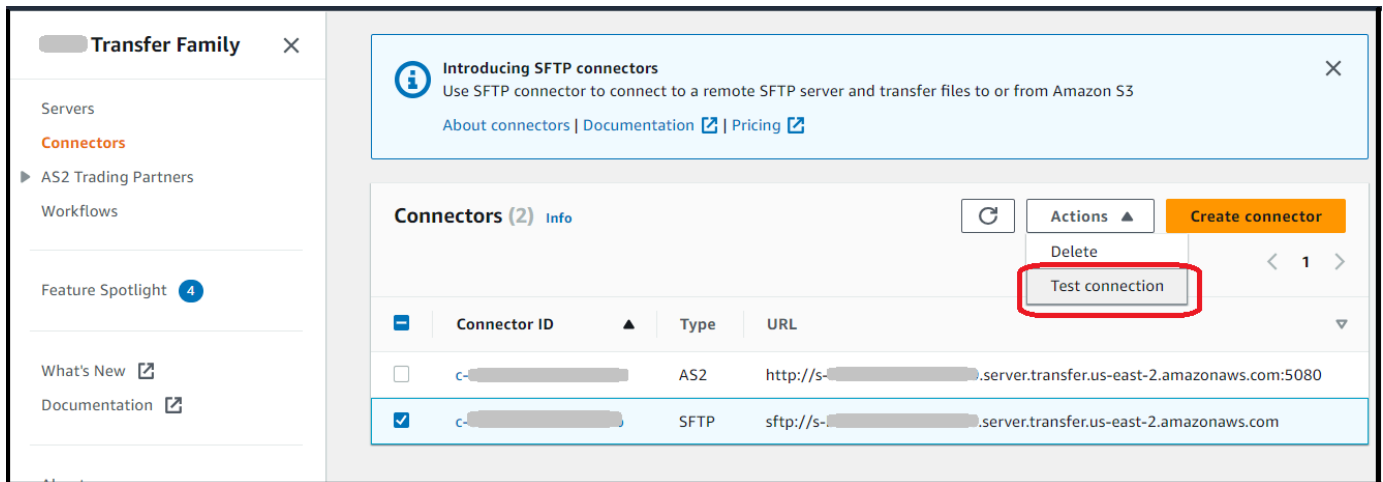 Transfer Family
Servers
Connectors
AS2 Trading Partners
Workflows
Feature Spotlight 4
What's New
Documentation
Introducing SFTP connectors
Use SFTP connector to connect to a remote SFTP server and transfer files to or from Amazon S3
About connectors | Documentation | Pricing
Connectors (2) Info
Actions
Create connector
Delete
Test connection
1
Connector ID Type URL
c- AS2 http://s- .server.transfer.us-east-2.amazonaws.com:5080
c- SFTP sftp://s- .server.transfer.us-east-2.amazonaws.com